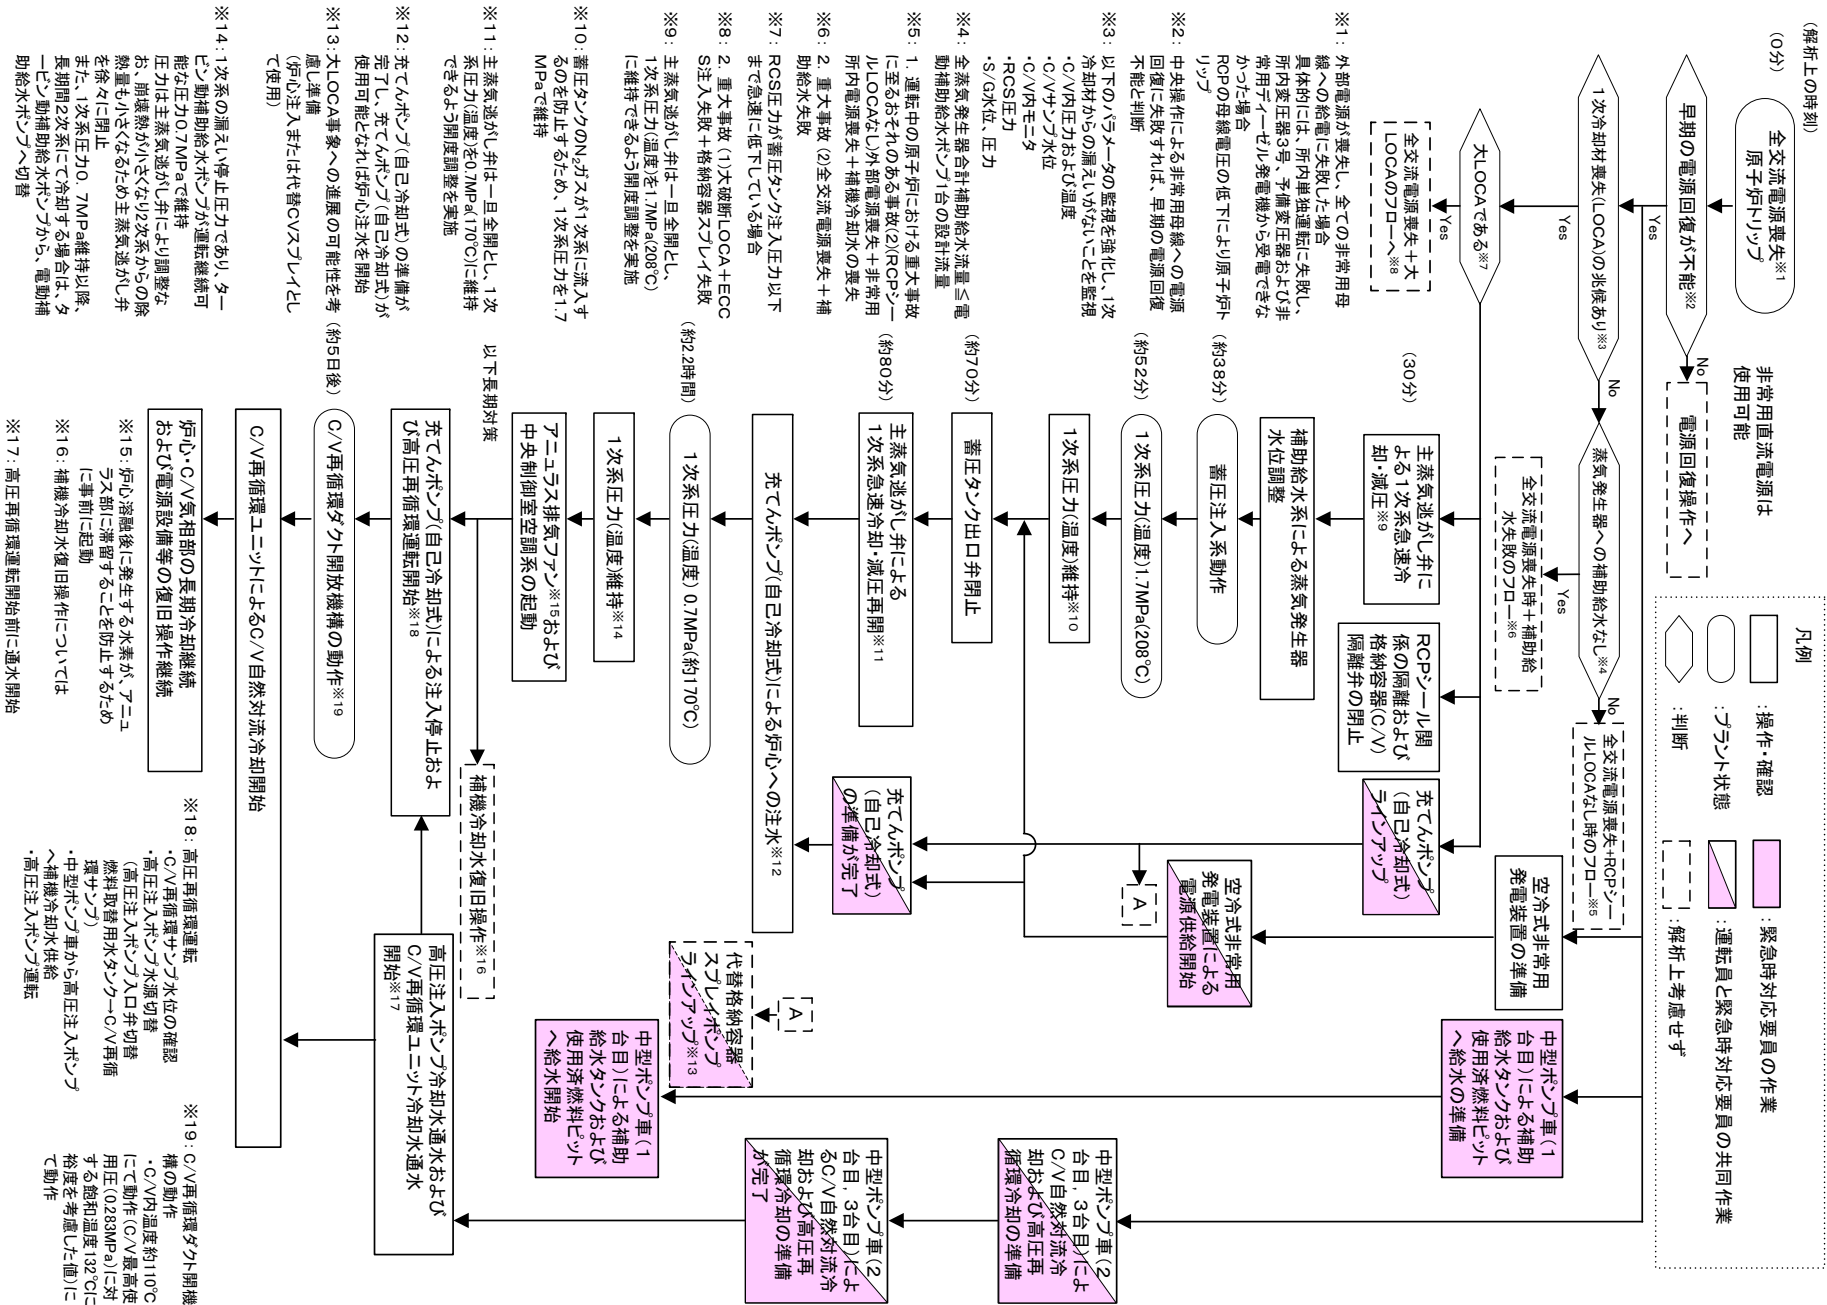 (解析上の時刻)
(0分)
全交流電源喪失※1
原子炉トリップ
早期の電源回復が不能※2
Yes
No
電源回復操作へ
非常用直流電源は
使用可能
1次冷却材喪失(LOCA)の兆候あり※3
Yes
No
蒸気発生器への補助給水なし※4
Yes
No
全交流電源喪失時+補助給
水失敗のフロー※6
全交流電源喪失+RCPシー
ルLOCAなし時のフロー※5
大LOCAである※7
Yes
全交流電源喪失+大
LOCAのフローへ※8
凡例
:操作・確認
:プラント状態
:判断
:緊急時対応要員の作業
:運転員と緊急時対応要員の共同作業
:解析上考慮せず
(30分)
主蒸気逃がし弁に
よる1次系急速冷
却・減圧※9
RCPシール関
係の隔離および
格納容器(C/V)
隔離弁の閉止
充てんポンプ
(自己冷却式)
ラインアップ
空冷式非常用
発電装置の準備
中型ポンプ車(1
台目)による補助
給水タンクおよび
使用済燃料ピット
へ給水の準備
補助給水系による蒸気発生器
水位調整
(約38分)
蓄圧注入系動作
空冷式非常用
発電装置による
電源供給開始
A
(約52分)
1次系圧力(温度)1.7MPa(208℃)
1次系圧力(温度)維持※10
中型ポンプ車(2
台目,3台目)によ
C/V自然対流冷
却および高圧再
循環冷却の準備
(約70分)
蓄圧タンク出口弁閉止
(約80分)
主蒸気逃がし弁による
1次系急速冷却・減圧再開※11
充てんポンプ
(自己冷却式)
の準備が完了
中型ポンプ車(2
台目,3台目)によ
るC/V自然対流冷
却および高圧再
循環冷却の準備
が完了
充てんポンプ(自己冷却式)による炉心への注水※12
A
代替格納容器
スプレイポンプ
ラインアップ※13
(約2.2時間)
1次系圧力(温度) 0.7MPa(約170℃)
1次系圧力(温度)維持※14
アニュラス排気ファン※15および
中央制御室空調系の起動
中型ポンプ車(1
台目)による補助
給水タンクおよび
使用済燃料ピット
へ給水開始
以下長期対策
補機冷却水復旧操作※16
充てんポンプ(自己冷却式)による注入停止およ
び高圧再循環運転開始※18
高圧注入ポンプ冷却水通水および
C/V再循環ユニット冷却水通水
開始※17
(約5日後)
C/V再循環ダクト開放機構の動作※19
C/V再循環ユニットによるC/V自然対流冷却開始
炉心・C/V気相部の長期冷却継続
および電源設備等の復旧操作継続
※1:外部電源が喪失し、全ての非常用母
線への給電に失敗した場合
具体的には、所内単独運転に失敗し、
所内変圧器3号、予備変圧器および非
常用ディーゼル発電機から受電できな
かった場合
RCPの母線電圧の低下により原子炉ト
リップ
※2:中央操作による非常用母線への電源
回復に失敗すれば、早期の電源回復
不能と判断
※3:以下のパラメータの監視を強化し、1次
冷却材からの漏えいがないことを監視
・C/V内圧力および温度
・C/Vサンプ水位
・C/V内モニタ
・RCS圧力
・S/G水位、圧力
※4:全蒸気発生器合計補助給水流量≦電
動補助給水ポンプ1台の設計流量
※5:1. 運転中の原子炉における重大事故
に至るおそれのある事故(2)(RCPシー
ルLOCAなし)外部電源喪失+非常用
所内電源喪失+補機冷却水の喪失
※6:2. 重大事故 (2)全交流電源喪失+補
助給水失敗
※7:RCS圧力が蓄圧タンク注入圧力以下
まで急速に低下している場合
※8:2. 重大事故 (1)大破断LOCA+ECC
S注入失敗+格納容器スプレイ失敗
※9:主蒸気逃がし弁は一旦全開とし、
1次系圧力(温度)を1.7MPa(208℃)
に維持できるよう開度調整を実施
※10:蓄圧タンクのN₂ガスが1次系に流入す
るのを防止するため、1次系圧力を1.7
MPaで維持
※11:主蒸気逃がし弁は一旦全開とし、1次
系圧力(温度)を0.7MPa(170℃)に維持
できるよう開度調整を実施
※12:充てんポンプ(自己冷却式)の準備が
完了し、充てんポンプ(自己冷却式)が
使用可能となれば炉心注水を開始
※13:大LOCA事象への進展の可能性を考
慮し準備
(炉心注入または代替CVスプレイとし
て使用)
※14:1次系の漏えい停止圧力であり、ター
ビン動補助給水ポンプが運転継続可
能な圧力0.7MPaで維持
圧力は主蒸気逃がし弁により調整な
お、崩壊熱が小さくなり2次系からの除
熱量も小さくなるため主蒸気逃がし弁
を徐々に閉止
また、1次系圧力0.7MPa維持以降、
長期間2次系にて冷却する場合は、タ
ービン動補助給水ポンプから、電動補
助給水ポンプへ切替
※15:炉心溶融後に発生する水素が、アニュ
ラス部に滞留することを防止するため
に事前に起動
※16:補機冷却水復旧操作については
※17:高圧再循環運転開始前に通水開始
※18:高圧再循環運転
・C/V再循環サンプ水位の確認
・高圧注入ポンプ水源切替
(高圧注入ポンプ入口弁切替
燃料取替用水タンク→C/V再循
環サンプ)
・中型ポンプ車から高圧注入ポンプ
へ補機冷却水供給
・高圧注入ポンプ運転
※19:C/V再循環ダクト開機
構の動作
・C/V内温度約110℃
にて動作(C/V最高使
用圧(0.283MPa)に対
する飽和温度132℃に
裕度を考慮した値)に
て動作